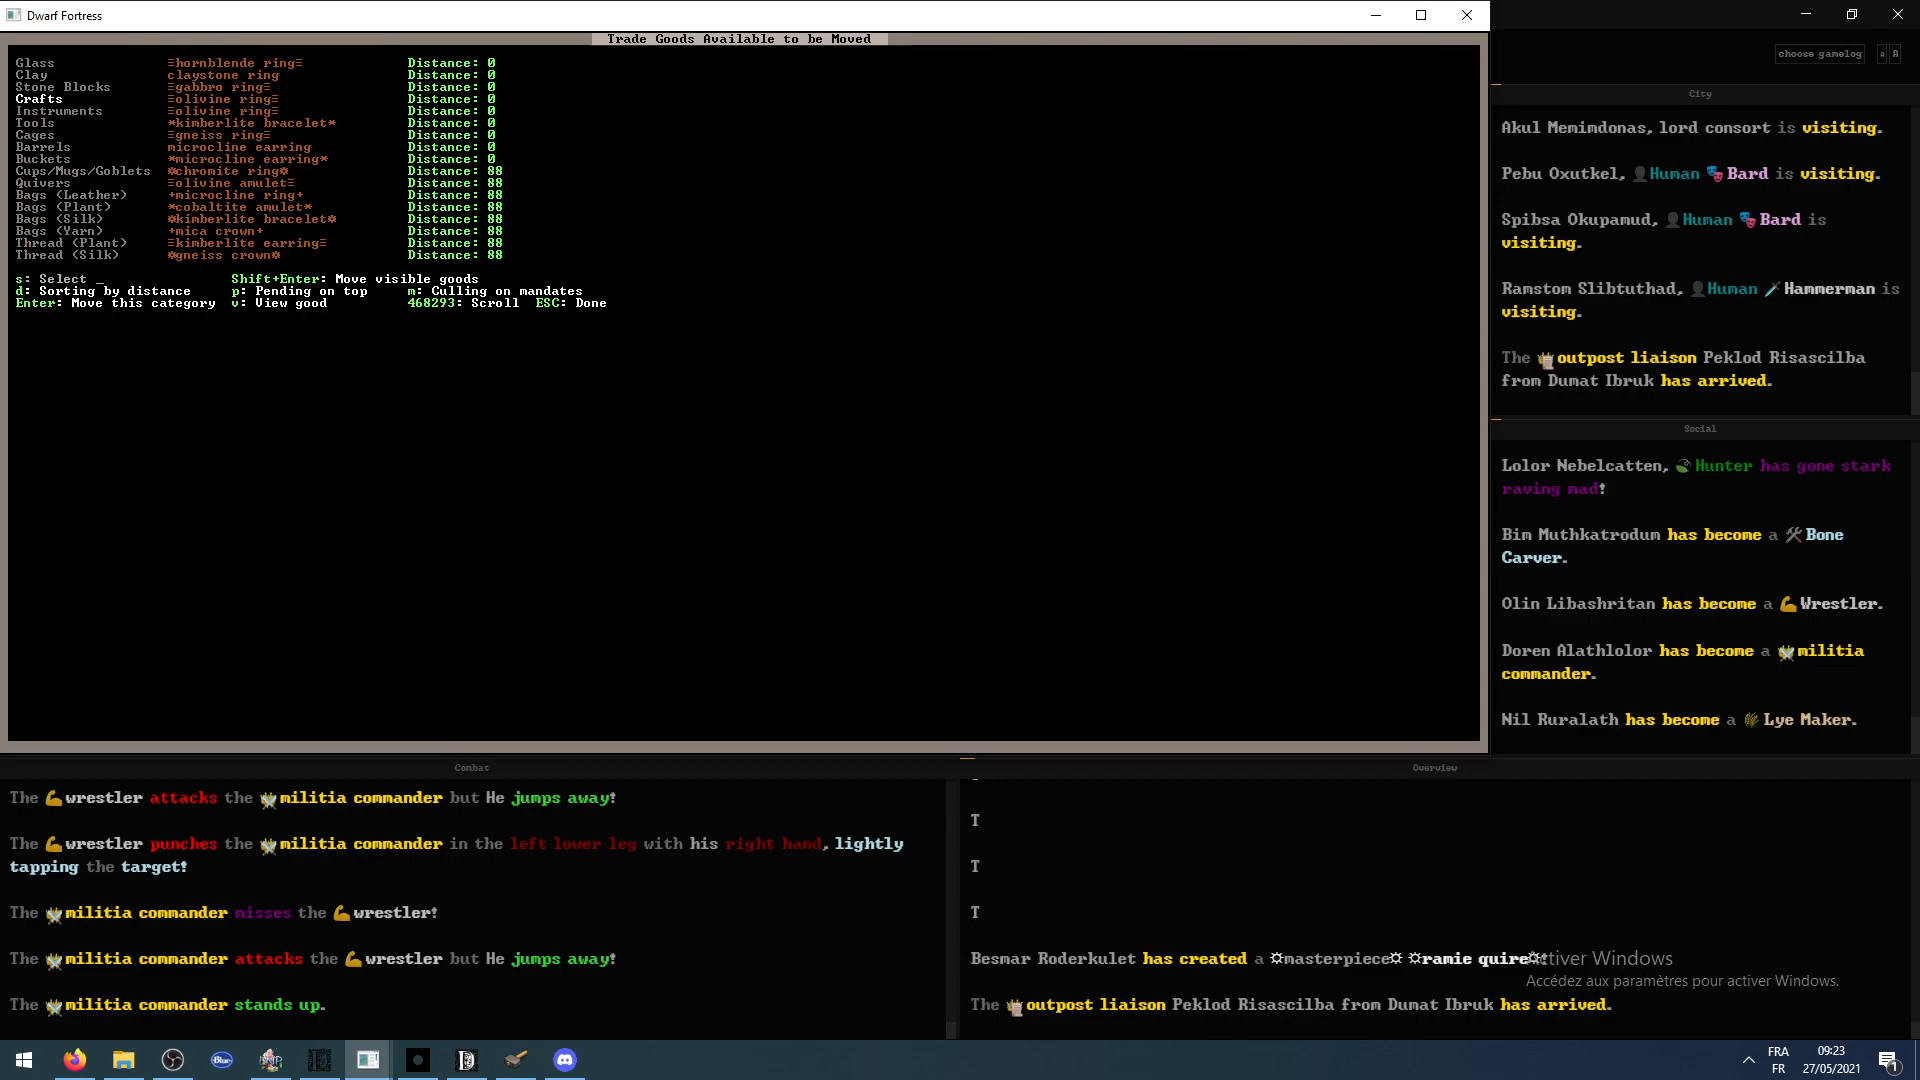 Dwarf Fortress
Trade Goods Available to be Moved
Glass ≡hornblende ring≡ Distance: 0
Clay claystone ring Distance: 0
Stone Blocks ≡gabbro ring≡ Distance: 0
Crafts ≡olivine ring≡ Distance: 0
Instruments ≡olivine ring≡ Distance: 0
Tools *kimberlite bracelet* Distance: 0
Cages ≡gneiss ring≡ Distance: 0
Barrels microcline earring Distance: 0
Buckets *microcline earring* Distance: 0
Cups/Mugs/Goblets ☼chromite ring☼ Distance: 88
Quivers ≡olivine amulet≡ Distance: 88
Bags (Leather) +microcline ring+ Distance: 88
Bags (Plant) *cobaltite amulet* Distance: 88
Bags (Silk) ☼kimberlite bracelet☼ Distance: 88
Bags (Yarn) +mica crown+ Distance: 88
Thread (Plant) ≡kimberlite earring≡ Distance: 88
Thread (Silk) ☼gneiss crown☼ Distance: 88
s: Select _ Shift+Enter: Move visible goods
d: Sorting by distance p: Pending on top m: Culling on mandates
Enter: Move this category v: View good 468293: Scroll ESC: Done
choose gamelog A A
City
Akul Memimdonas, lord consort is visiting.
Pebu Oxutkel, Human Bard is visiting.
Spibsa Okupamud, Human Bard is
visiting.
Ramstom Slibtuthad, Human Hammerman is
visiting.
The outpost liaison Peklod Risascilba
from Dumat Ibruk has arrived.
Social
Lolor Nebelcatten, Hunter has gone stark
raving mad!
Bim Muthkatrodum has become a Bone
Carver.
Olin Libashritan has become a Wrestler.
Doren Alathlolor has become a militia
commander.
Nil Ruralath has become a Lye Maker.
Combat
The wrestler attacks the militia commander but He jumps away!
The wrestler punches the militia commander in the left lower leg with his right hand, lightly
tapping the target!
The militia commander misses the wrestler!
The militia commander attacks the wrestler but He jumps away!
The militia commander stands up.
Overview
T
T
T
Besmar Roderkulet has created a ☼masterpiece☼ ☼ramie quire☼!
The outpost liaison Peklod Risascilba from Dumat Ibruk has arrived.
Activer Windows
Accédez aux paramètres pour activer Windows.
Blue
FRA
FR
09:23
27/05/2021
1